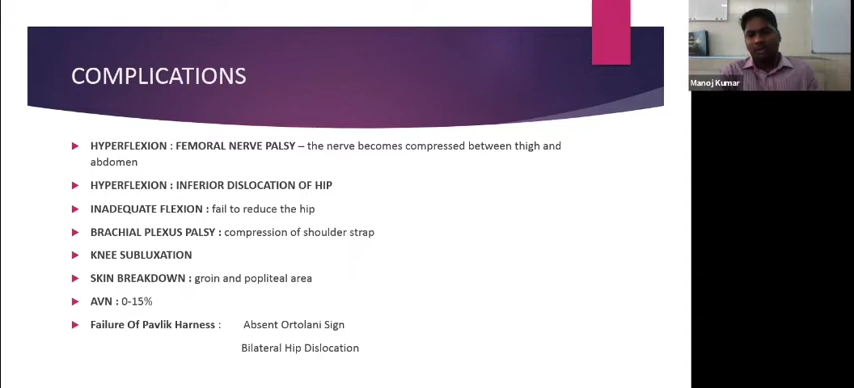 COMPLICATIONS
HYPERFLEXION : FEMORAL NERVE PALSY – the nerve becomes compressed between thigh and
abdomen
HYPERFLEXION : INFERIOR DISLOCATION OF HIP
INADEQUATE FLEXION : fail to reduce the hip
BRACHIAL PLEXUS PALSY : compression of shoulder strap
KNEE SUBLUXATION
SKIN BREAKDOWN : groin and popliteal area
AVN : 0-15%
Failure Of Pavlik Harness : Absent Ortolani Sign
Bilateral Hip Dislocation
Manoj Kumar